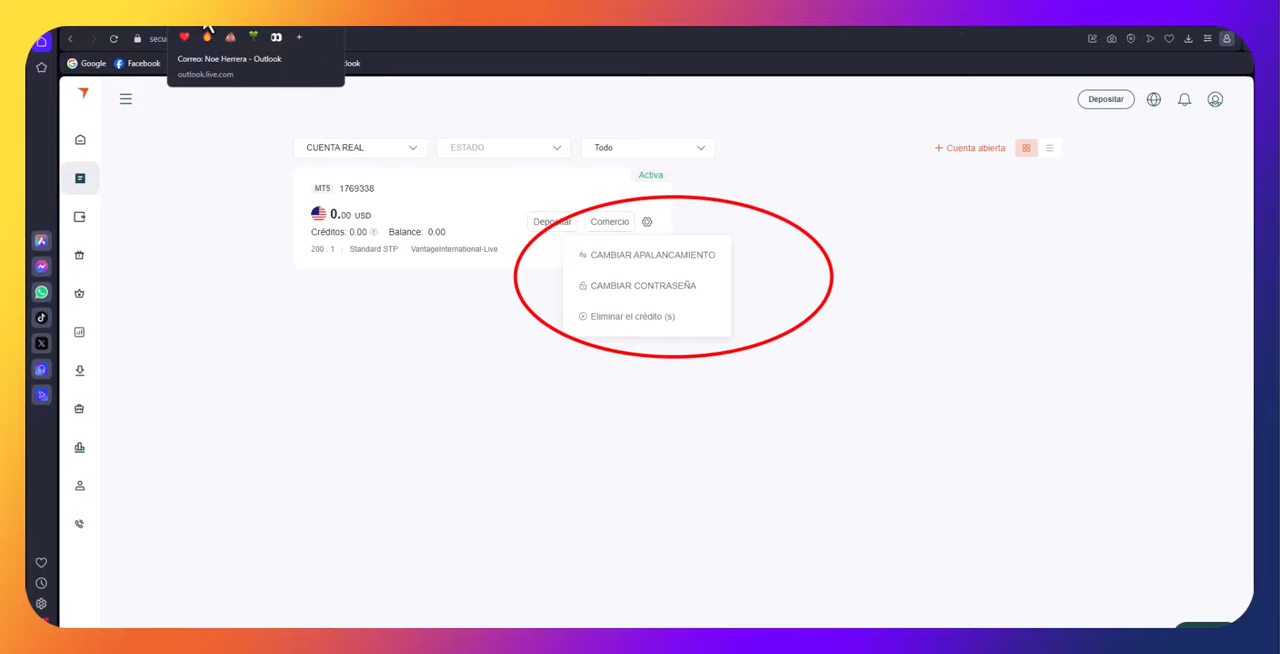 secu
Correo: Noe Herrera - Outlook
outlook.live.com
Google
Facebook
look
Depositar
CUENTA REAL
ESTADO
Todo
+ Cuenta abierta
Activa
MT5 1769338
0.00 USD
Depositar
Comercio
Créditos: 0.00
Balance: 0.00
200 : 1 | Standard STP | VantageInternational-Live
CAMBIAR APALANCAMIENTO
CAMBIAR CONTRASEÑA
Eliminar el crédito (s)